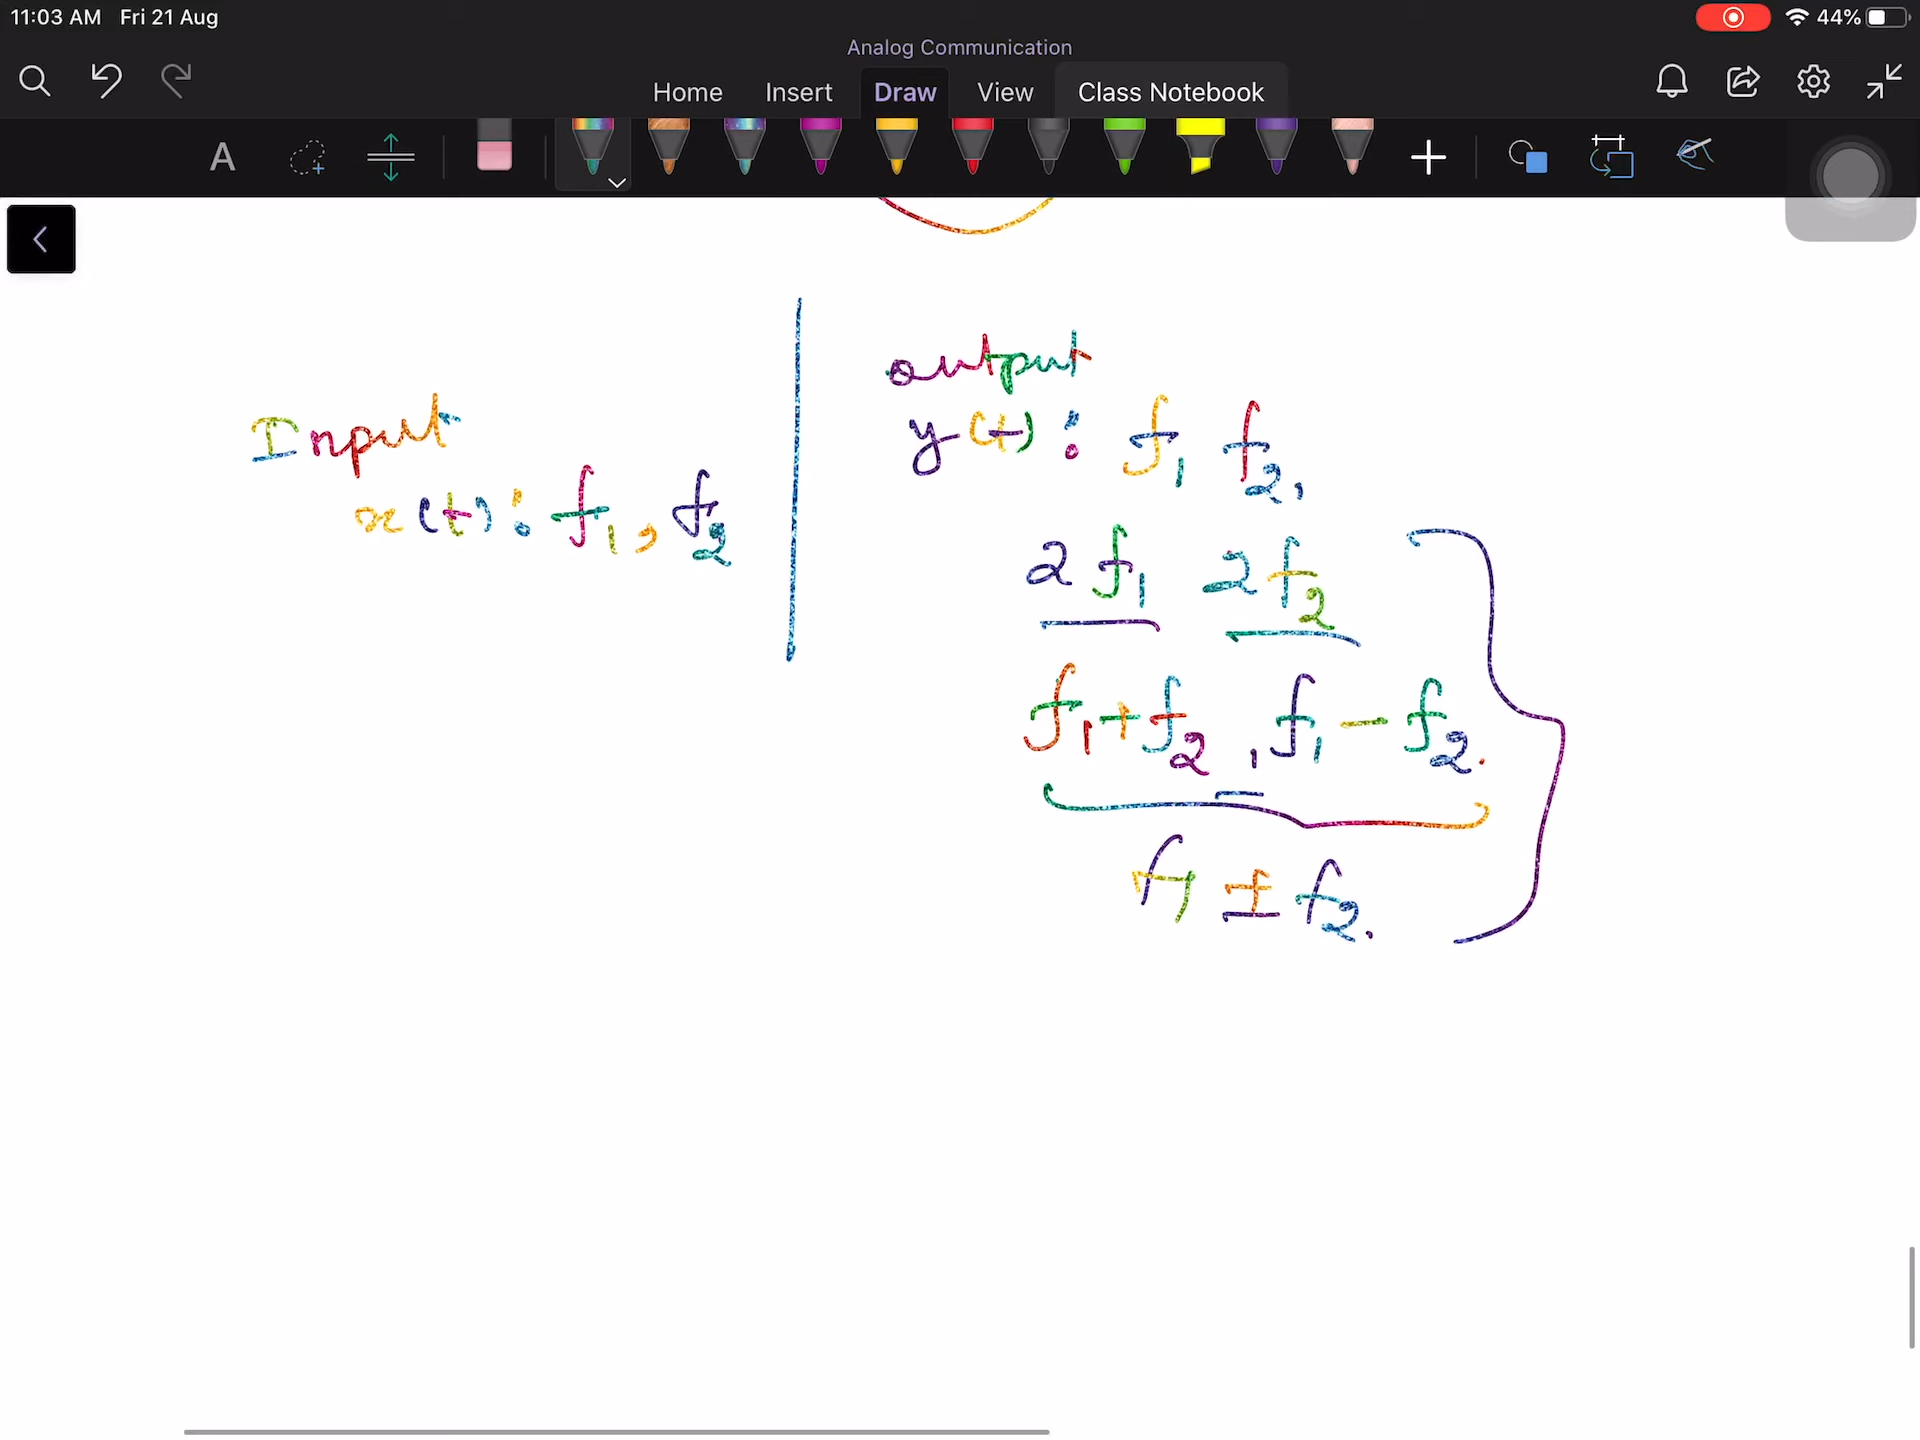 11:03 AM Fri 21 Aug
44%
Analog Communication
Home Insert Draw View Class Notebook
A
Input
x(t): f₁, f₂
output
y(t): f₁ f₂,
2f₁ 2f₂
f₁+f₂, f₁-f₂.
f₁ ± f₂.